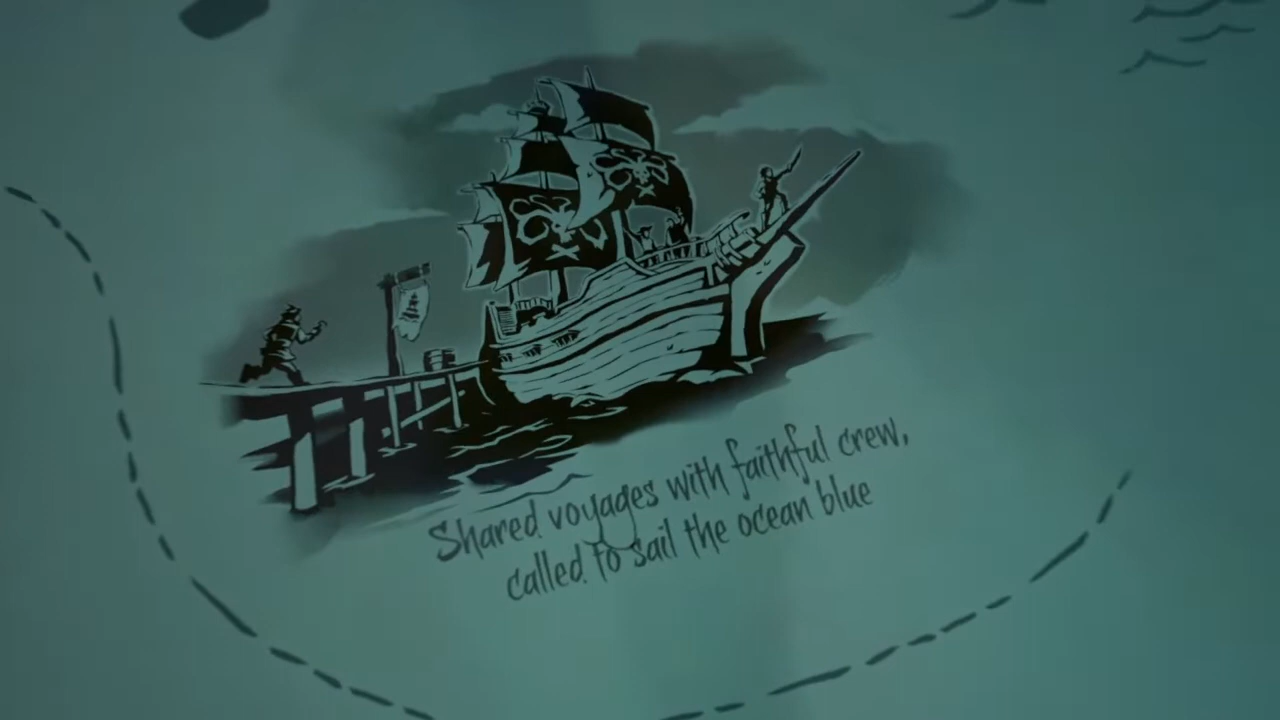 Shared voyages with faithful crew,
called to sail the ocean blue